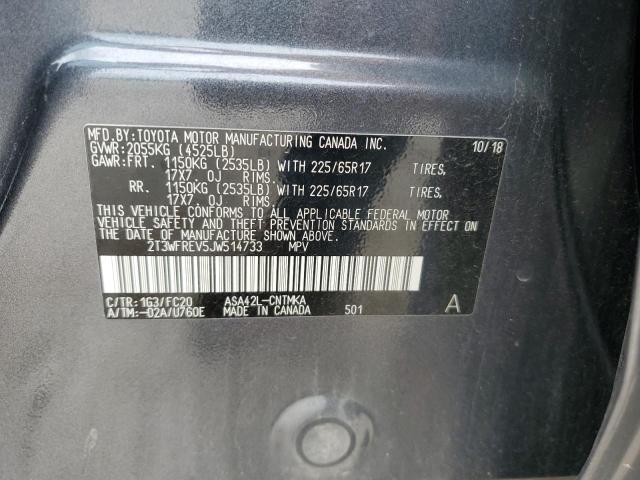 MFD.BY:TOYOTA MOTOR MANUFACTURING CANADA INC. 10/18
GVWR:2055KG (4525LB)
GAWR:FRT. 1150KG (2535LB) WITH 225/65R17 TIRES,
17X7.0J RIMS
RR. 1150KG (2535LB) WITH 225/65R17 TIRES,
17X7.0J RIMS
THIS VEHICLE CONFORMS TO ALL APPLICABLE FEDERAL MOTOR
VEHICLE SAFETY AND THEFT PREVENTION STANDARDS IN EFFECT ON
THE DATE OF MANUFACTURE SHOWN ABOVE.
2T3WFREV5JW514733 MPV
C/TR:1G3/FC20 ASA42L-CNTMKA
A/TM:-02A/U760E MADE IN CANADA 501 A